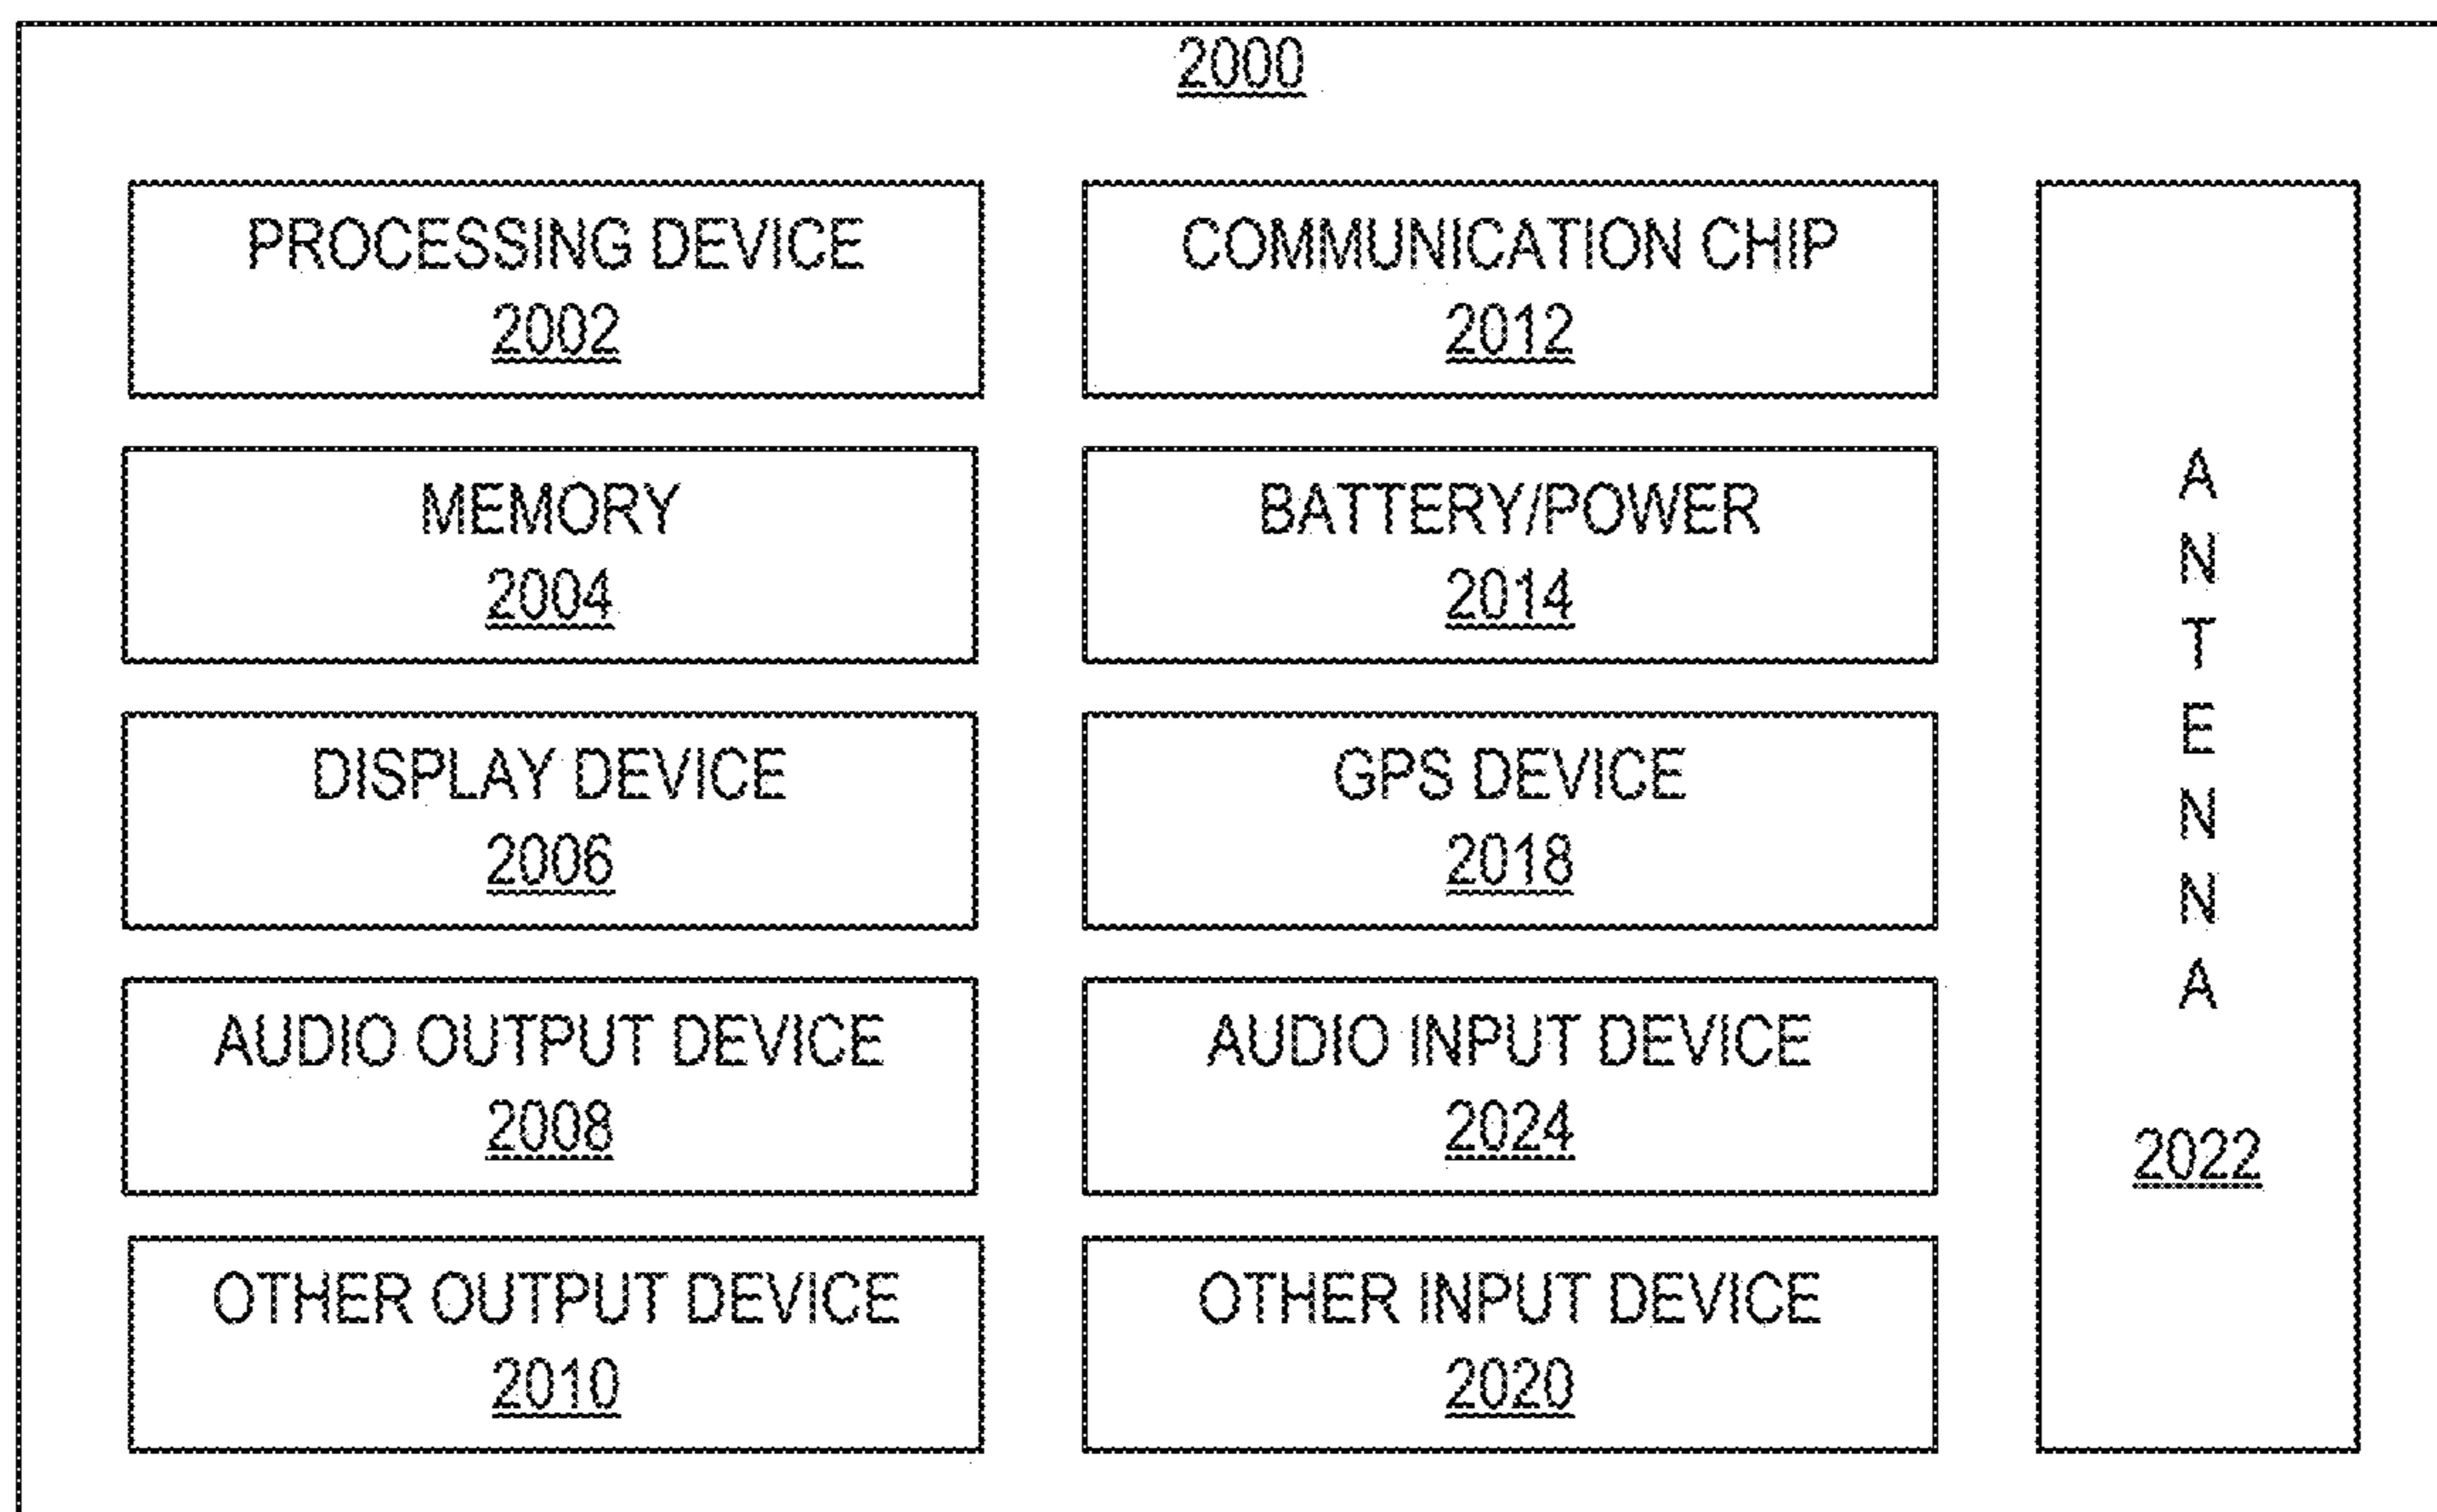 2000
PROCESSING DEVICE
2002
COMMUNICATION CHIP
2012
MEMORY
2004
BATTERY/POWER
2014
DISPLAY DEVICE
2006
GPS DEVICE
2018
AUDIO OUTPUT DEVICE
2008
AUDIO INPUT DEVICE
2024
OTHER OUTPUT DEVICE
2010
OTHER INPUT DEVICE
2020
ANTENNA
2022